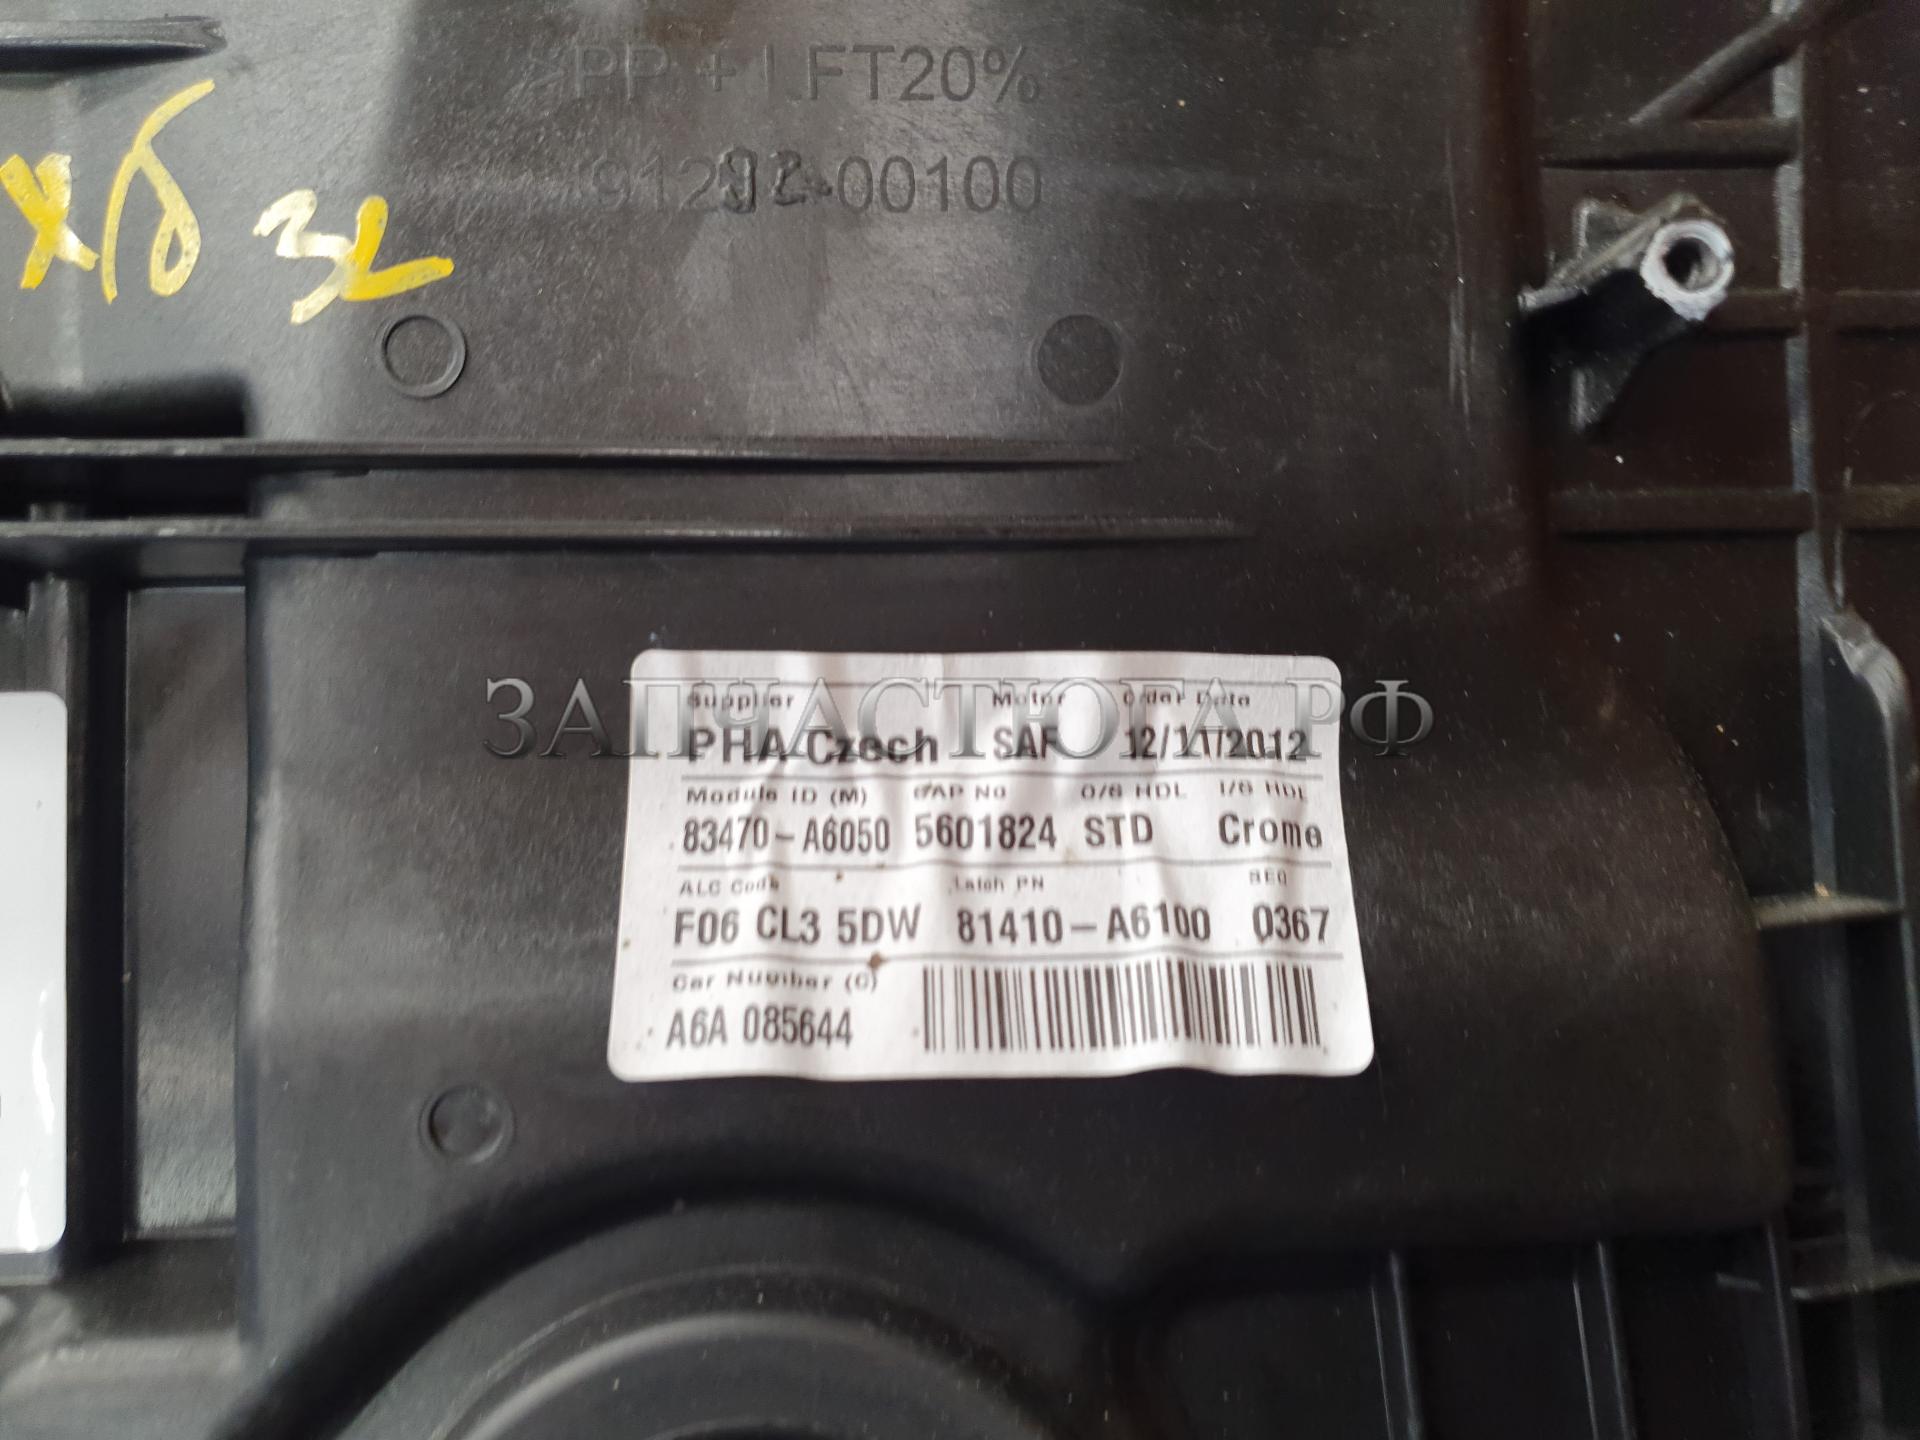 >PP+LFT20%<
91292-00100
хб зл
ЗАПЧАСТЮГА.РФ
Supplier Motor Order Date
PHA Czech SAF 12/11/2012
Module ID (M) GAP No O/S HDL I/S HDL
83470-A6050 5601824 STD Crome
ALC Code Latch PN SEQ
F06 CL3 5DW 81410-A6100 0367
Car Number (C)
A6A 085644